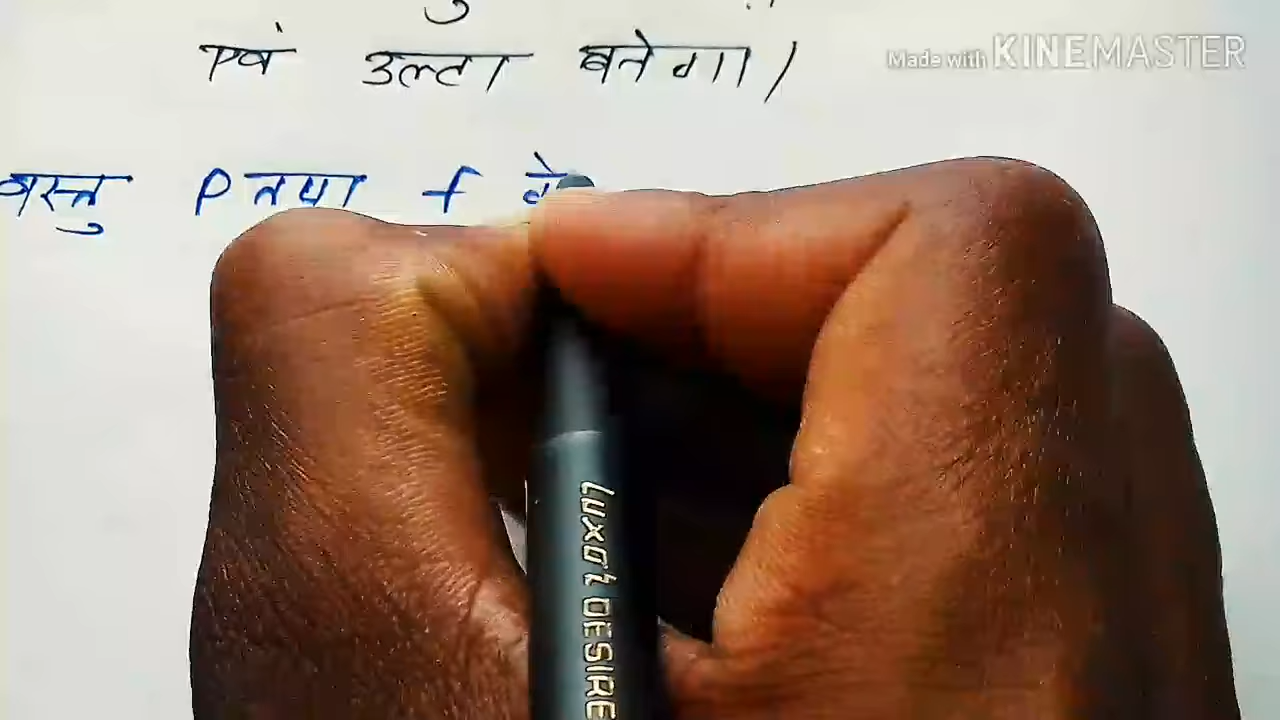 एवं उल्टा बनेगा।
Made with KINEMASTER
वस्तु P तथा f के
Luxor DESIRE